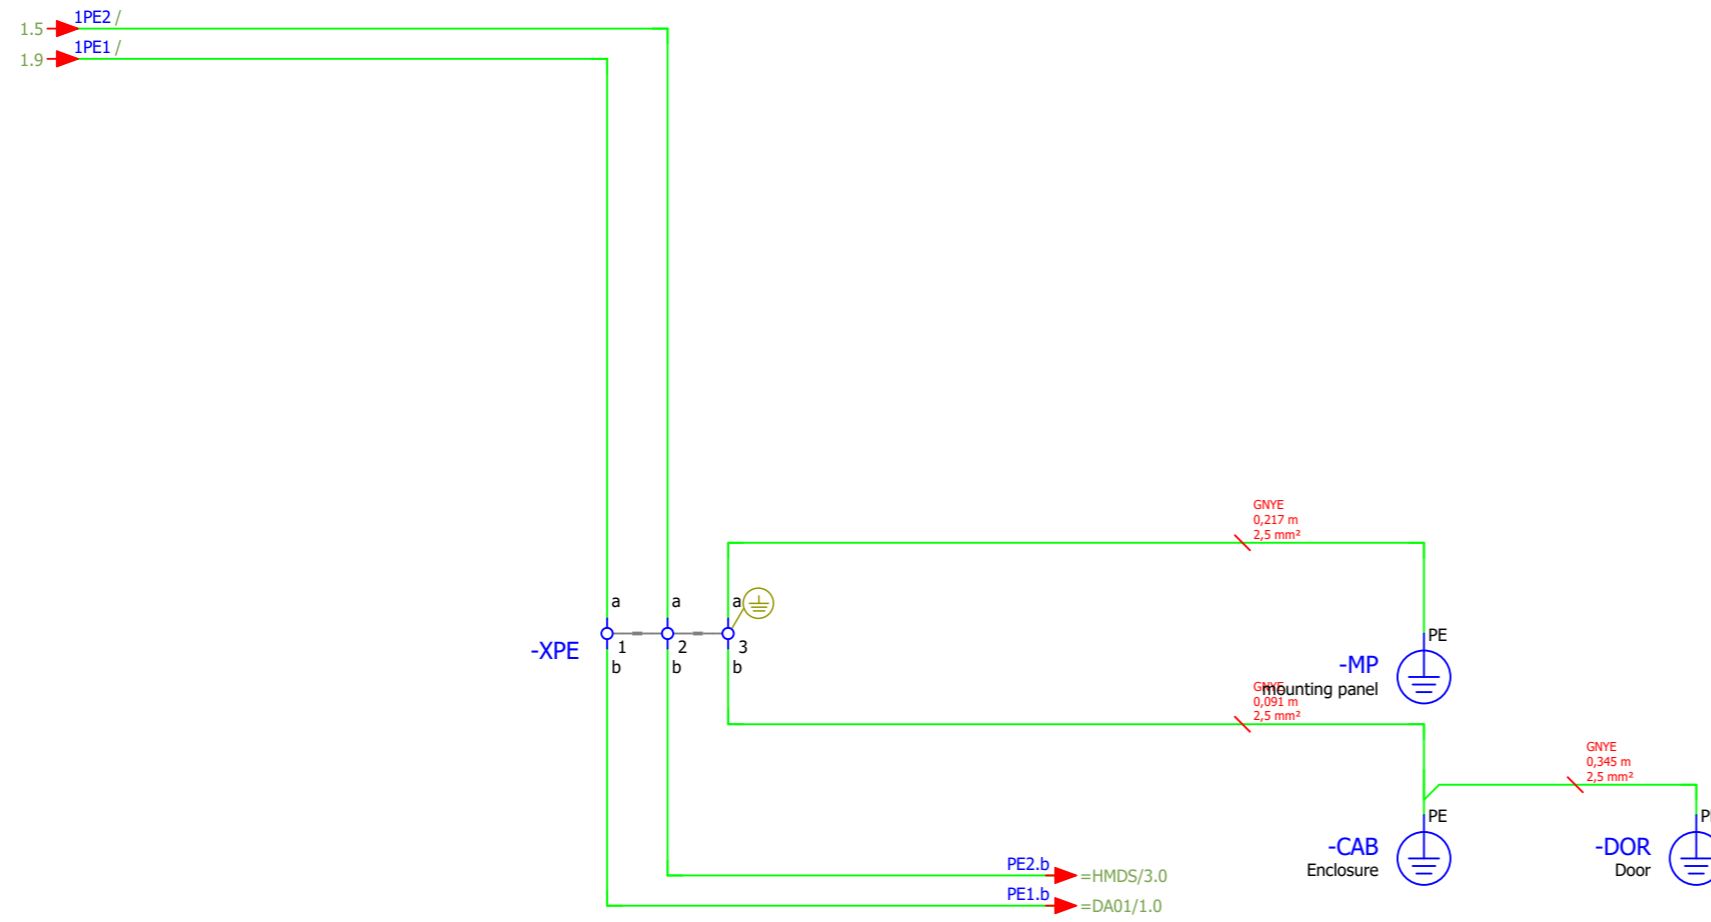 1.5 1PE2 /
1.9 1PE1 /
GNYE
0,217 m
2,5 mm²
a a a
-XPE 1 2 3
b b b
PE
-MP
mounting panel
GNYE
0,091 m
2,5 mm²
GNYE
0,345 m
2,5 mm²
PE
-CAB
Enclosure
P
-DOR
Door
PE2.b =HMDS/3.0
PE1.b =DA01/1.0